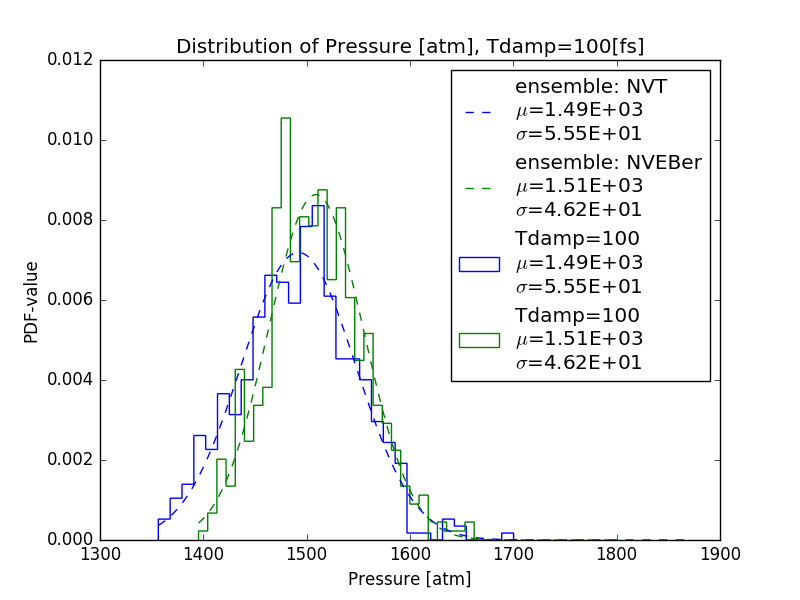 Distribution of Pressure [atm], Tdamp=100[fs]
0.012
0.010
0.008
0.006
0.004
0.002
0.000
PDF-value
ensemble: NVT
μ=1.49E+03
σ=5.55E+01
ensemble: NVEBer
μ=1.51E+03
σ=4.62E+01
Tdamp=100
μ=1.49E+03
σ=5.55E+01
Tdamp=100
μ=1.51E+03
σ=4.62E+01
1300 1400 1500 1600 1700 1800 1900
Pressure [atm]